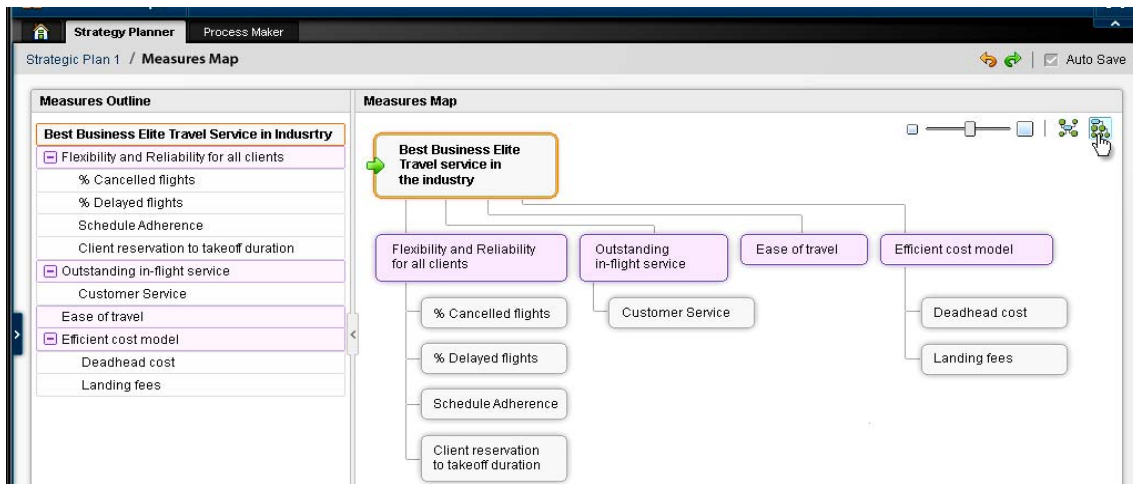 Strategy Planner
Process Maker
Strategic Plan 1 / Measures Map
Auto Save
Measures Outline
Best Business Elite Travel Service in Indusrtry
Flexibility and Reliability for all clients
% Cancelled flights
% Delayed flights
Schedule Adherence
Client reservation to takeoff duration
Outstanding in-flight service
Customer Service
Ease of travel
Efficient cost model
Deadhead cost
Landing fees
Measures Map
Best Business Elite
Travel service in
the industry
Flexibility and Reliability
for all clients
Outstanding
in-flight service
Ease of travel
Efficient cost model
% Cancelled flights
Customer Service
Deadhead cost
% Delayed flights
Landing fees
Schedule Adherence
Client reservation
to takeoff duration